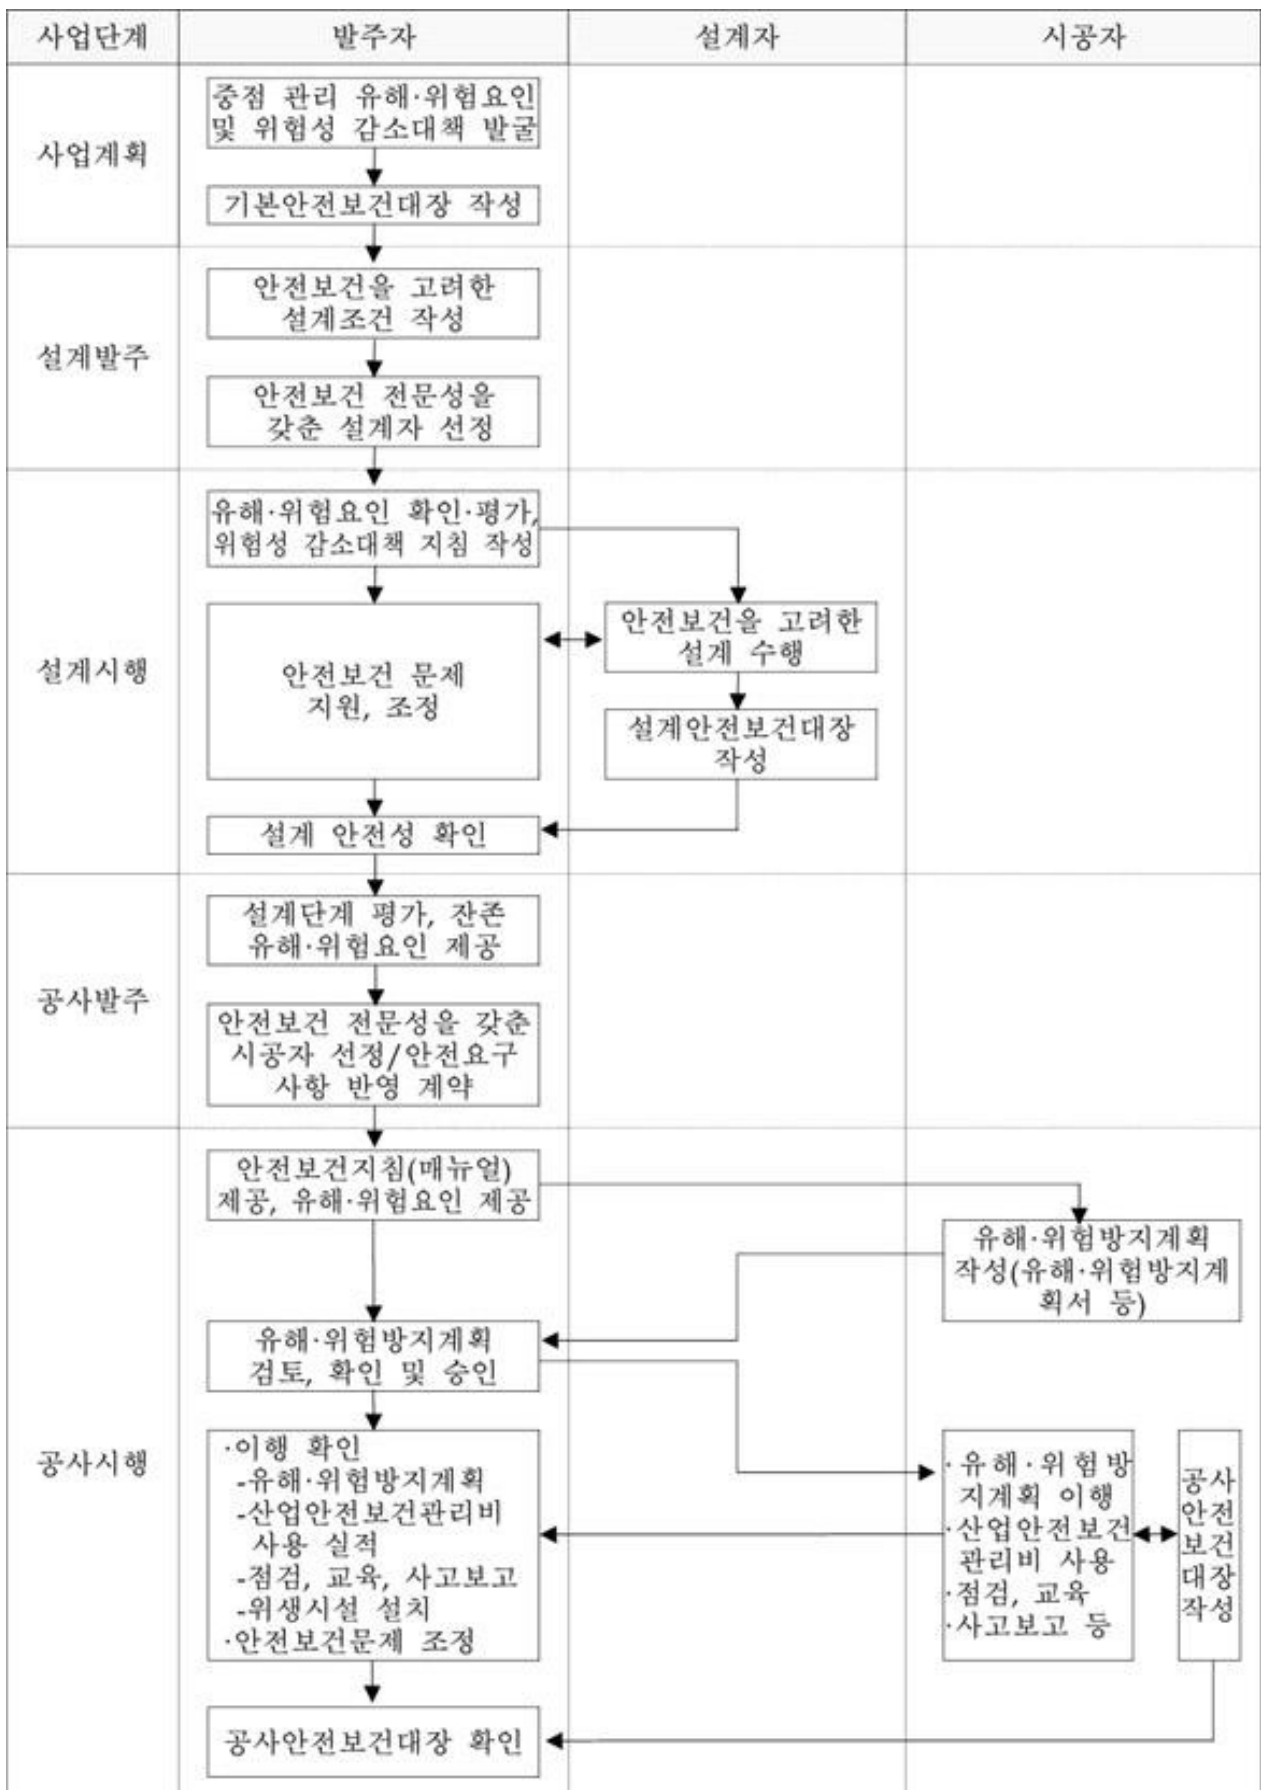 사업단계
발주자
설계자
시공자
사업계획
중점 관리 유해·위험요인
및 위험성 감소대책 발굴
기본안전보건대장 작성
설계발주
안전보건을 고려한
설계조건 작성
안전보건 전문성을
갖춘 설계자 선정
설계시행
유해·위험요인 확인·평가,
위험성 감소대책 지침 작성
안전보건 문제
지원, 조정
안전보건을 고려한
설계 수행
설계안전보건대장
작성
설계 안전성 확인
공사발주
설계단계 평가, 잔존
유해·위험요인 제공
안전보건 전문성을 갖춘
시공자 선정/안전요구
사항 반영 계약
공사시행
안전보건지침(매뉴얼)
제공, 유해·위험요인 제공
유해·위험방지계획
작성(유해·위험방지계
획서 등)
유해·위험방지계획
검토, 확인 및 승인
·이행 확인
-유해·위험방지계획
-산업안전보건관리비
사용 실적
-점검, 교육, 사고보고
-위생시설 설치
·안전보건문제 조정
·유해·위험방
지계획 이행
·산업안전보건
관리비 사용
·점검, 교육
·사고보고 등
공사
안전
보건
대장
작성
공사안전보건대장 확인